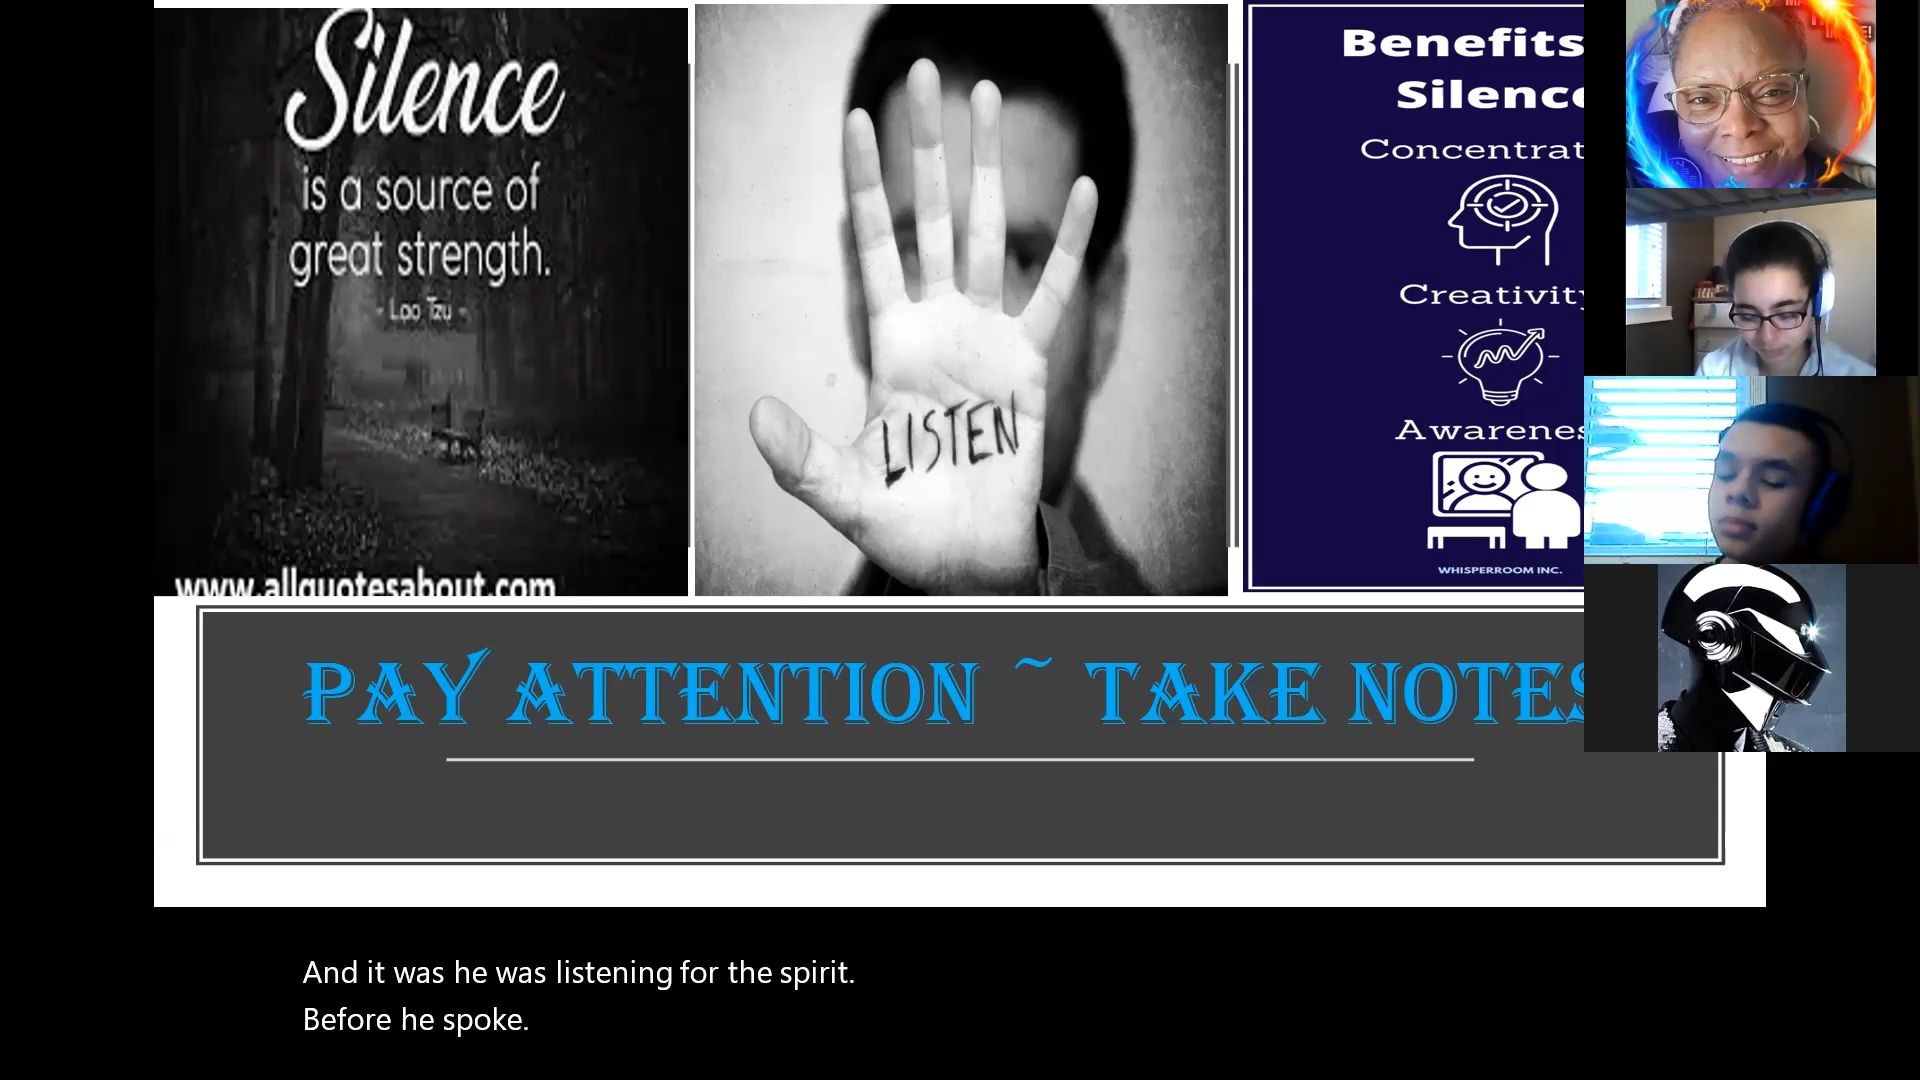 Silence
is a source of
great strength.
- Lao Tzu -
www.allquotesabout.com
LISTEN
Benefits
Silence
Concentrat
Creativity
Awarenes
WHISPERROOM INC.
PAY ATTENTION ~ TAKE NOTES
And it was he was listening for the spirit.
Before he spoke.